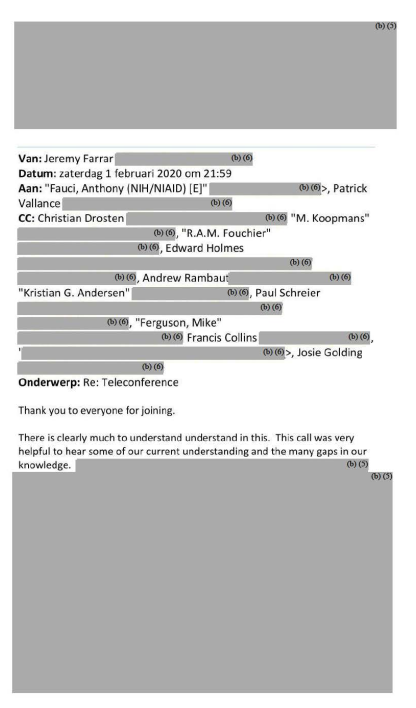 (b) (5)
Van: Jeremy Farrar (b) (6)
Datum: zaterdag 1 februari 2020 om 21:59
Aan: "Fauci, Anthony (NIH/NIAID) [E]" (b) (6)>, Patrick
Vallance (b) (6)
CC: Christian Drosten (b) (6) "M. Koopmans"
(b) (6), "R.A.M. Fouchier"
(b) (6), Edward Holmes
(b) (6)
(b) (6), Andrew Rambaut (b) (6)
"Kristian G. Andersen" (b) (6), Paul Schreier
(b) (6)
(b) (6), "Ferguson, Mike"
(b) (6) Francis Collins (b) (6),
' (b) (6)>, Josie Golding
(b) (6)
Onderwerp: Re: Teleconference
Thank you to everyone for joining.
There is clearly much to understand understand in this. This call was very
helpful to hear some of our current understanding and the many gaps in our
knowledge. (b) (5)
(b) (5)